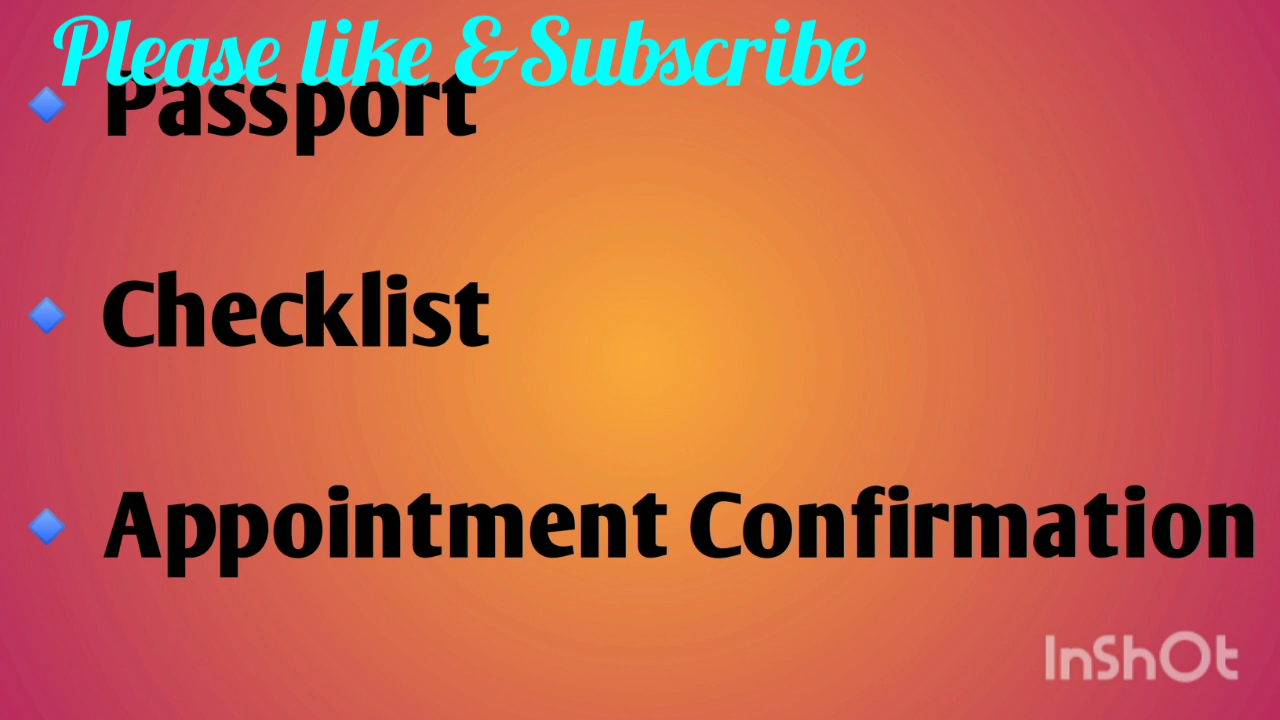 Please like & Subscribe
🔹 Passport
🔹 Checklist
🔹 Appointment Confirmation
InShOt